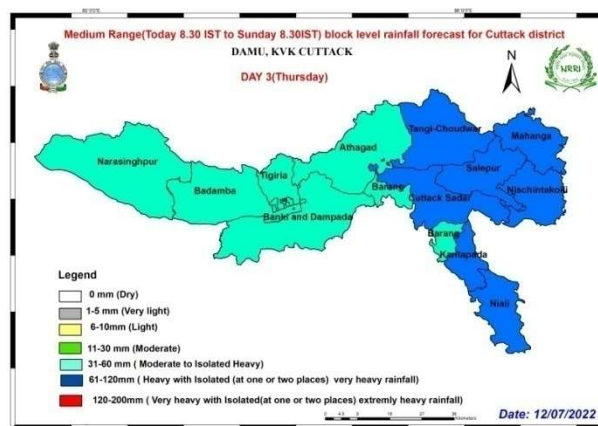 Medium Range(Today 8.30 IST to Sunday 8.30IST) block level rainfall forecast for Cuttack district
DAMU, KVK CUTTACK
DAY 3(Thursday)
N
NRRI
Tangi-Choudwar
Mahanga
Athagad
Narasinghpur
Salepur
Tigiria
Badamba
Barang
Nischintakoili
Cuttack Sadar
Banki and Dampada
Barang
Kantapada
Niali
Legend
0 mm (Dry)
1-5 mm (Very light)
6-10mm (Light)
11-30 mm (Moderate)
31-60 mm ( Moderate to Isolated Heavy)
61-120mm ( Heavy with Isolated (at one or two places) very heavy rainfall)
120-200mm ( Very heavy with Isolated(at one or two places) extremly heavy rainfall)
Kilometers
Date: 12/07/2022